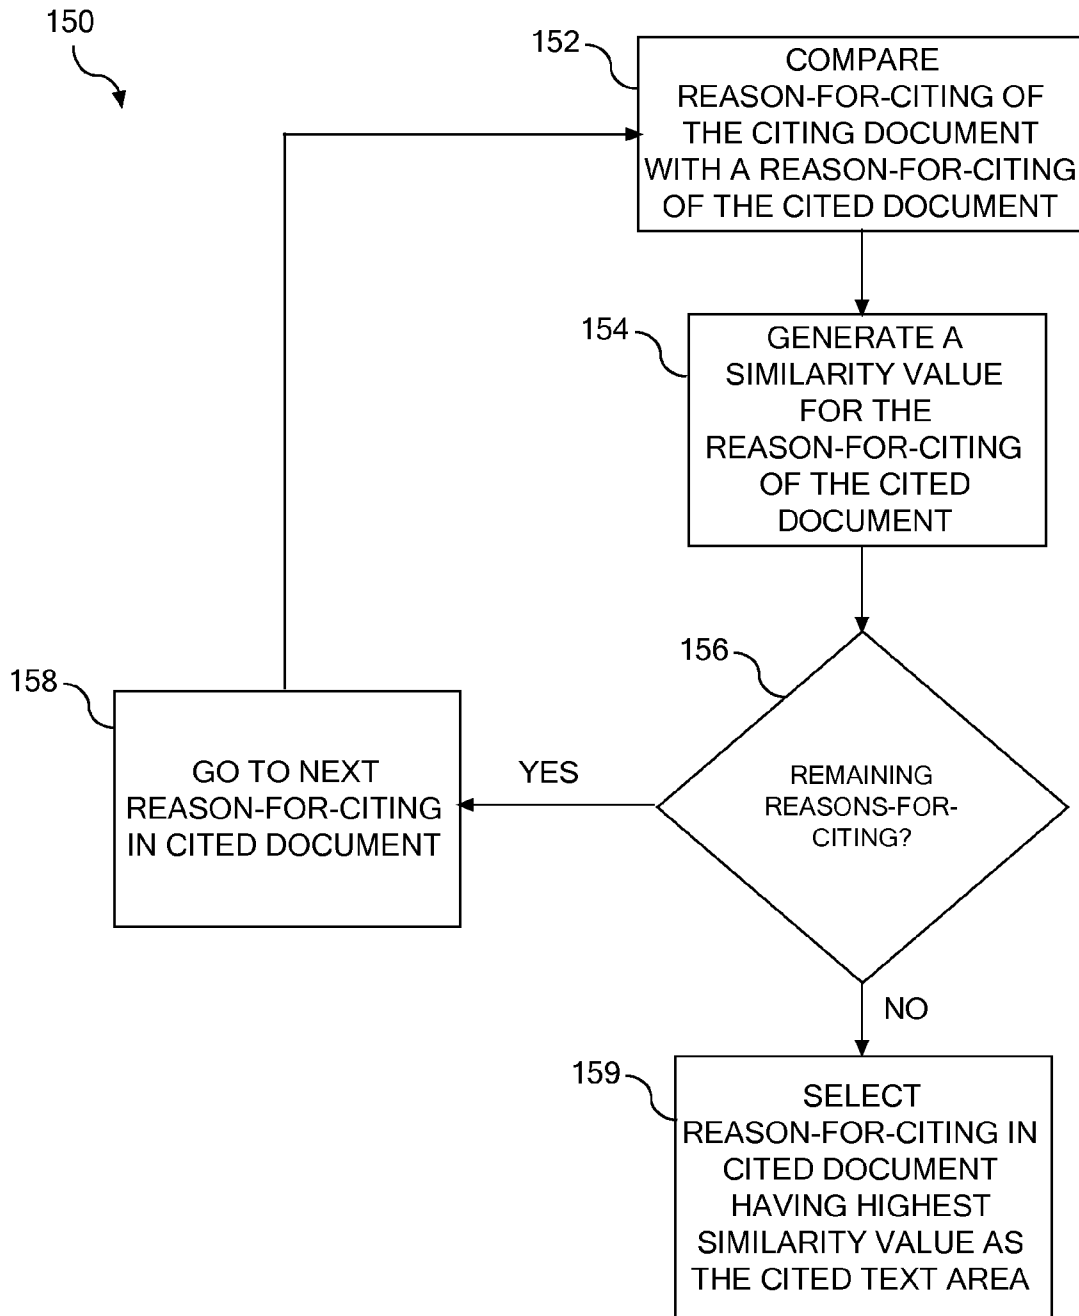 150
152
COMPARE
REASON-FOR-CITING OF
THE CITING DOCUMENT
WITH A REASON-FOR-CITING
OF THE CITED DOCUMENT
154
GENERATE A
SIMILARITY VALUE
FOR THE
REASON-FOR-CITING
OF THE CITED
DOCUMENT
156
REMAINING
REASONS-FOR-
CITING?
YES
158
GO TO NEXT
REASON-FOR-CITING
IN CITED DOCUMENT
NO
159
SELECT
REASON-FOR-CITING IN
CITED DOCUMENT
HAVING HIGHEST
SIMILARITY VALUE AS
THE CITED TEXT AREA